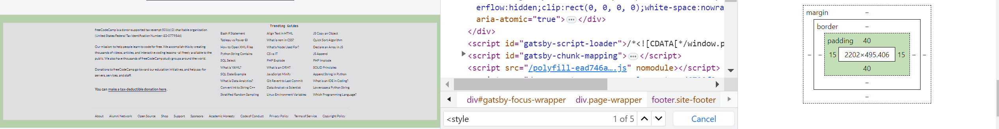 freeCodeCamp is a donor-supported tax-exempt 501(c)(3) charitable organization
(United States Federal Tax Identification Number: 82-0779546)
Our mission: to help people learn to code for free. We accomplish this by creating
thousands of videos, articles, and interactive coding lessons - all freely available to the
public. We also have thousands of freeCodeCamp study groups around the world.
Donations to freeCodeCamp go toward our education initiatives, and help pay for
servers, services, and staff.
You can make a tax-deductible donation here.
Trending Guides
Bash If Statement
Tableau vs Power BI
How to Open XML Files
Python String Contains
SQL Select
What is YAML?
SQL Date Example
What is Data Analytics?
Convert Int to String C++
Stratified Random Sampling
Align Text in HTML
What is rem in CSS?
What's Node Used For?
CS vs IT
PHP Explode
What is an ORM?
JavaScript Minify
Git Revert to Last Commit
Data Analyst vs Scientist
Linux Environment Variables
JS Copy an Object
Quick Sort Algorithm
Declare an Array in JS
JS Append
PHP Implode
SOLID Principles
Append String in Python
What is an IDE in Coding?
Lowercase a Python String
Which Programming Language?
About Alumni Network Open Source Shop Support Sponsors Academic Honesty Code of Conduct Privacy Policy Terms of Service Copyright Policy
erflow:hidden;clip:rect(0, 0, 0, 0);white-space:nowra
aria-atomic="true">…</div>
</div>
<script id="gatsby-script-loader">/*<![CDATA[*/window.p
<script id="gatsby-chunk-mapping">…</script>
<script src="/polyfill-ead746a….js" nomodule></script>
div#gatsby-focus-wrapper div.page-wrapper footer.site-footer
<style 1 of 5 Cancel
margin –
border –
padding 40
– – 15 2202×495.406 15 – –
40
–
–